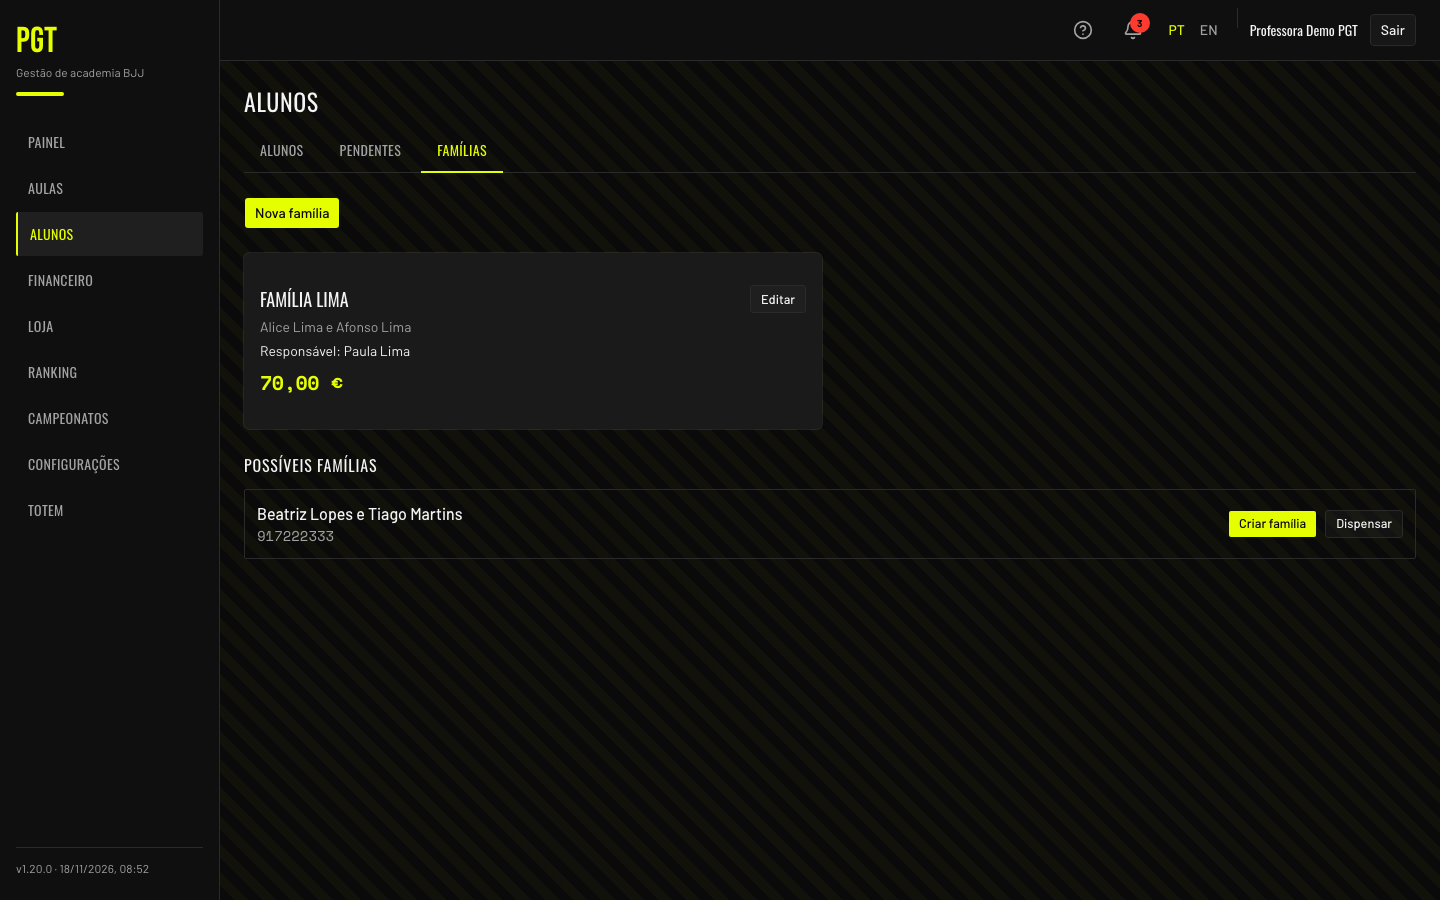 PGT
Gestão de academia BJJ
PAINEL
AULAS
ALUNOS
FINANCEIRO
LOJA
RANKING
CAMPEONATOS
CONFIGURAÇÕES
TOTEM
v1.20.0 · 18/11/2026, 08:52
3
PT EN
Professora Demo PGT
Sair
ALUNOS
ALUNOS PENDENTES FAMÍLIAS
Nova família
FAMÍLIA LIMA
Editar
Alice Lima e Afonso Lima
Responsável: Paula Lima
70,00 €
POSSÍVEIS FAMÍLIAS
Beatriz Lopes e Tiago Martins
917222333
Criar família
Dispensar